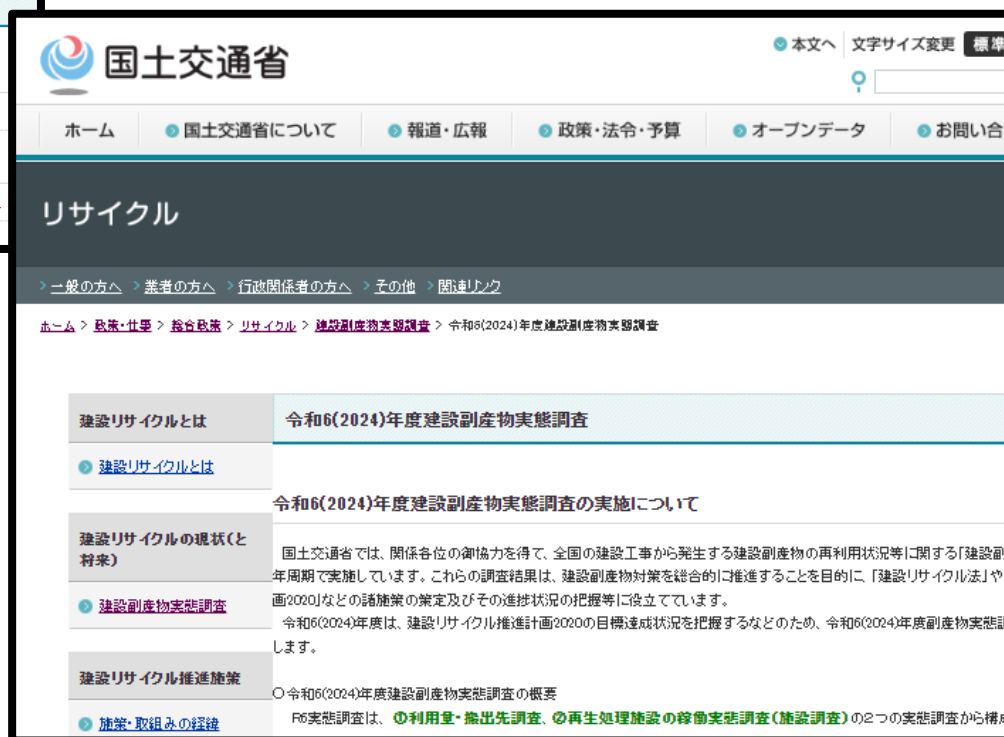 国土交通省
本文へ 文字サイズ変更 標準
ホーム 国土交通省について 報道・広報 政策・法令・予算 オープンデータ お問い合
リサイクル
一般の方へ 業者の方へ 行政関係者の方へ その他 関連リンク
ホーム > 政策・仕事 > 総合政策 > リサイクル > 建設副産物実態調査 > 令和6(2024)年度建設副産物実態調査
建設リサイクルとは
建設リサイクルとは
建設リサイクルの現状(と
将来)
建設副産物実態調査
建設リサイクル推進施策
施策・取組みの経緯
令和6(2024)年度建設副産物実態調査
令和6(2024)年度建設副産物実態調査の実施について
国土交通省では、関係各位の御協力を得て、全国の建設工事から発生する建設副産物の再利用状況等に関する「建設副
年周期で実施しています。これらの調査結果は、建設副産物対策を総合的に推進することを目的に、「建設リサイクル法」や
画2020」などの諸施策の策定及びその進捗状況の把握等に役立てています。
令和6(2024)年度は、建設リサイクル推進計画2020の目標達成状況を把握するなどのため、令和6(2024)年度副産物実態調
します。
○令和6(2024)年度建設副産物実態調査の概要
R6実態調査は、①利用量・搬出先調査、②再生処理施設の稼働実態調査(施設調査)の2つの実態調査から構成